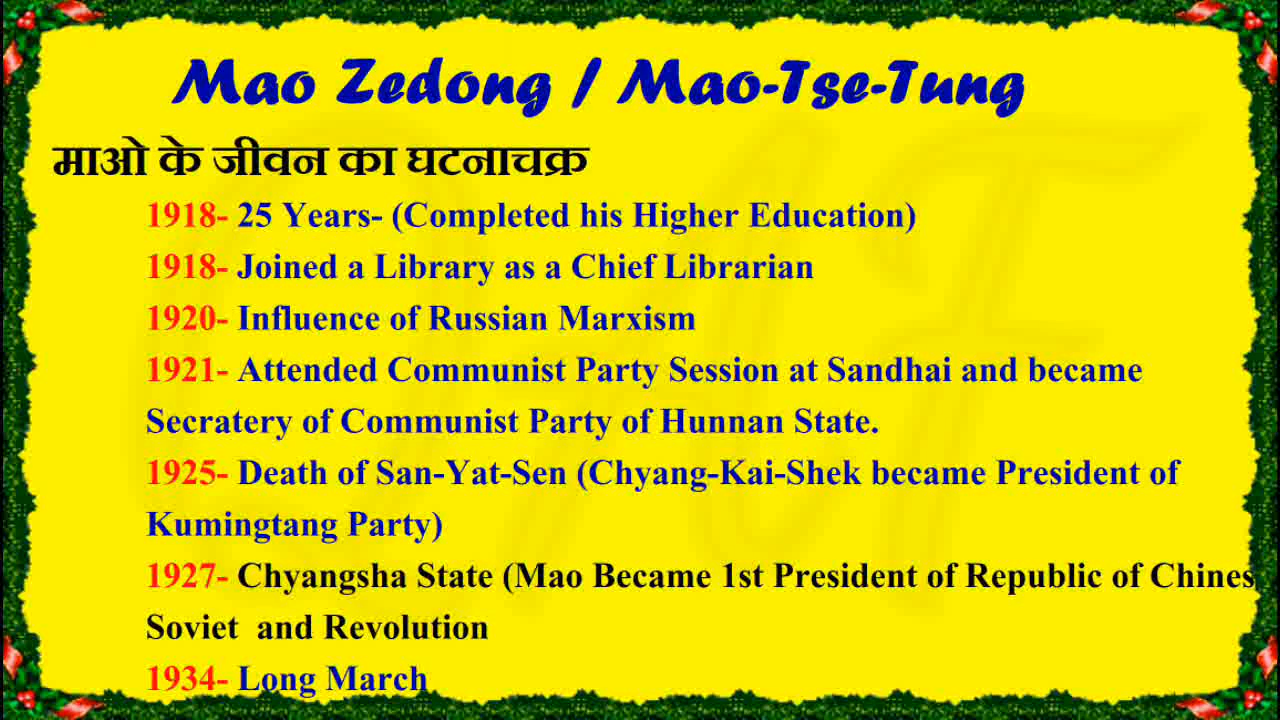 Mao Zedong / Mao-Tse-Tung
माओ के जीवन का घटनाचक्र
1918- 25 Years- (Completed his Higher Education)
1918- Joined a Library as a Chief Librarian
1920- Influence of Russian Marxism
1921- Attended Communist Party Session at Sandhai and became
Secratery of Communist Party of Hunnan State.
1925- Death of San-Yat-Sen (Chyang-Kai-Shek became President of
Kumingtang Party)
1927- Chyangsha State (Mao Became 1st President of Republic of Chines
Soviet and Revolution
1934- Long March